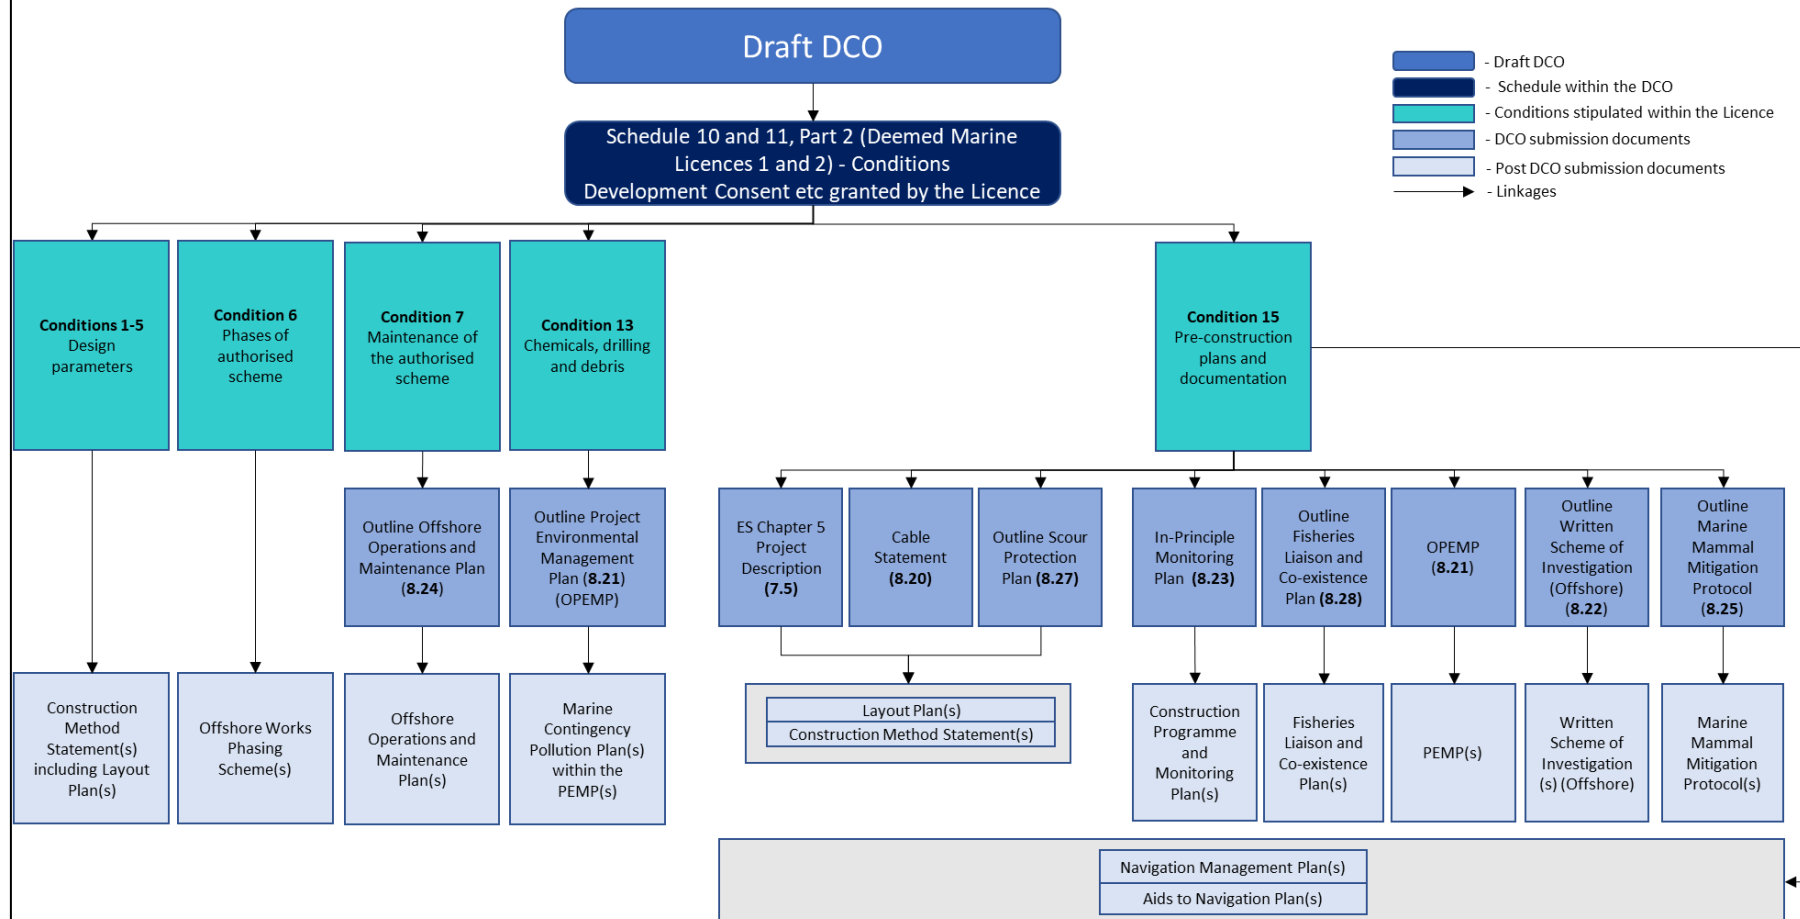 Draft DCO
- Draft DCO
- Schedule within the DCO
- Conditions stipulated within the Licence
- DCO submission documents
- Post DCO submission documents
- Linkages
Schedule 10 and 11, Part 2 (Deemed Marine
Licences 1 and 2) - Conditions
Development Consent etc granted by the Licence
Conditions 1-5
Design
parameters
Condition 6
Phases of
authorised
scheme
Condition 7
Maintenance of
the authorised
scheme
Condition 13
Chemicals, drilling
and debris
Condition 15
Pre-construction
plans and
documentation
Outline Offshore
Operations and
Maintenance Plan
(8.24)
Outline Project
Environmental
Management
Plan (8.21)
(OPEMP)
ES Chapter 5
Project
Description
(7.5)
Cable
Statement
(8.20)
Outline Scour
Protection
Plan (8.27)
In-Principle
Monitoring
Plan (8.23)
Outline
Fisheries
Liaison and
Co-existence
Plan (8.28)
OPEMP
(8.21)
Outline
Written
Scheme of
Investigation
(Offshore)
(8.22)
Outline
Marine
Mammal
Mitigation
Protocol
(8.25)
Construction
Method
Statement(s)
including Layout
Plan(s)
Offshore Works
Phasing
Scheme(s)
Offshore
Operations and
Maintenance
Plan(s)
Marine
Contingency
Pollution Plan(s)
within the
PEMP(s)
Layout Plan(s)
Construction Method Statement(s)
Construction
Programme
and
Monitoring
Plan(s)
Fisheries
Liaison and
Co-existence
Plan(s)
PEMP(s)
Written
Scheme of
Investigation
(s) (Offshore)
Marine
Mammal
Mitigation
Protocol(s)
Navigation Management Plan(s)
Aids to Navigation Plan(s)